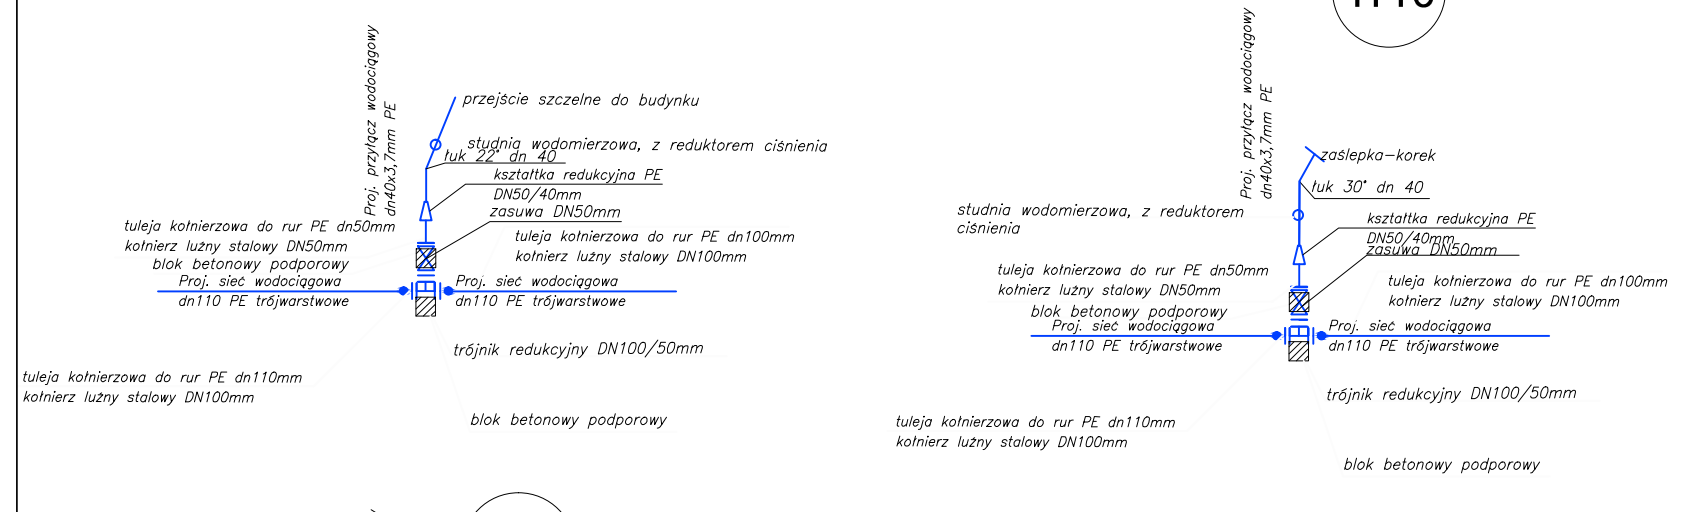 Proj. przyłącz wodociągowy
dn40x3,7mm PE
przejście szczelne do budynku
studnia wodomierzowa, z reduktorem ciśnienia
łuk 22° dn 40
kształtka redukcyjna PE
DN50/40mm
zasuwa DN50mm
tuleja kołnierzowa do rur PE dn50mm
kołnierz luźny stalowy DN50mm
blok betonowy podporowy
tuleja kołnierzowa do rur PE dn100mm
kołnierz luźny stalowy DN100mm
Proj. sieć wodociągowa
dn110 PE trójwarstwowe
Proj. sieć wodociągowa
dn110 PE trójwarstwowe
trójnik redukcyjny DN100/50mm
tuleja kołnierzowa do rur PE dn110mm
kołnierz luźny stalowy DN100mm
blok betonowy podporowy
Proj. przyłącz wodociągowy
dn40x3,7mm PE
zaślepka-korek
łuk 30° dn 40
studnia wodomierzowa, z reduktorem
ciśnienia
kształtka redukcyjna PE
DN50/40mm
zasuwa DN50mm
tuleja kołnierzowa do rur PE dn50mm
kołnierz luźny stalowy DN50mm
blok betonowy podporowy
tuleja kołnierzowa do rur PE dn100mm
kołnierz luźny stalowy DN100mm
Proj. sieć wodociągowa
dn110 PE trójwarstwowe
Proj. sieć wodociągowa
dn110 PE trójwarstwowe
trójnik redukcyjny DN100/50mm
tuleja kołnierzowa do rur PE dn110mm
kołnierz luźny stalowy DN100mm
blok betonowy podporowy